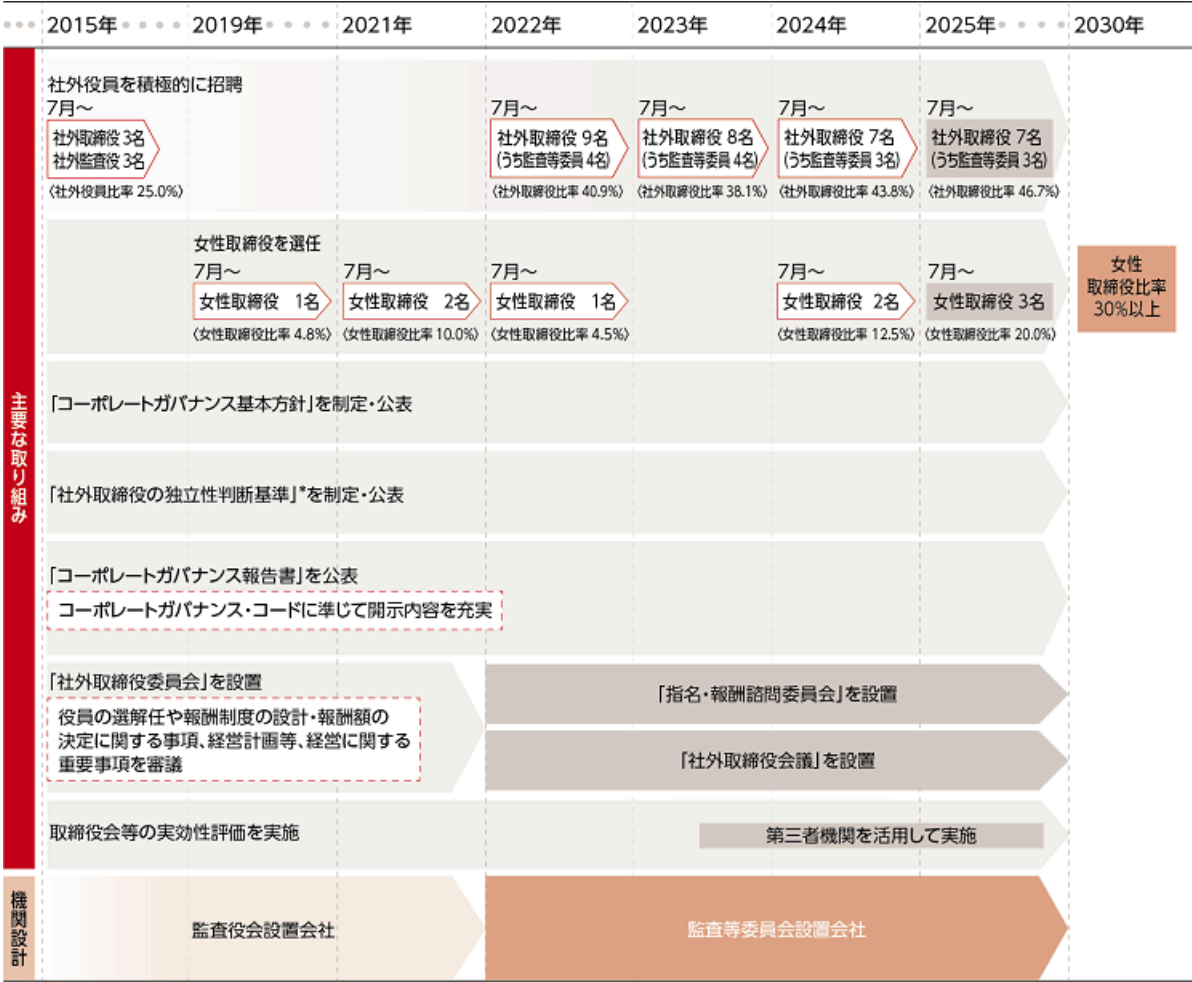 2015年
2019年
2021年
2022年
2023年
2024年
2025年
2030年
主要な取り組み
社外役員を積極的に招聘
7月～
社外取締役 3名
社外監査役 3名
〈社外役員比率 25.0%〉
7月～
社外取締役 9名
(うち監査等委員 4名)
〈社外取締役比率 40.9%〉
7月～
社外取締役 8名
(うち監査等委員 4名)
〈社外取締役比率 38.1%〉
7月～
社外取締役 7名
(うち監査等委員 3名)
〈社外取締役比率 43.8%〉
7月～
社外取締役 7名
(うち監査等委員 3名)
〈社外取締役比率 46.7%〉
女性取締役を選任
7月～
女性取締役 1名
〈女性取締役比率 4.8%〉
7月～
女性取締役 2名
〈女性取締役比率 10.0%〉
7月～
女性取締役 1名
〈女性取締役比率 4.5%〉
7月～
女性取締役 2名
〈女性取締役比率 12.5%〉
7月～
女性取締役 3名
〈女性取締役比率 20.0%〉
女性
取締役比率
30%以上
「コーポレートガバナンス基本方針」を制定・公表
「社外取締役の独立性判断基準」*を制定・公表
「コーポレートガバナンス報告書」を公表
コーポレートガバナンス・コードに準じて開示内容を充実
「社外取締役委員会」を設置
役員の選解任や報酬制度の設計・報酬額の
決定に関する事項、経営計画等、経営に関する
重要事項を審議
「指名・報酬諮問委員会」を設置
「社外取締役会議」を設置
取締役会等の実効性評価を実施
第三者機関を活用して実施
機関設計
監査役会設置会社
監査等委員会設置会社